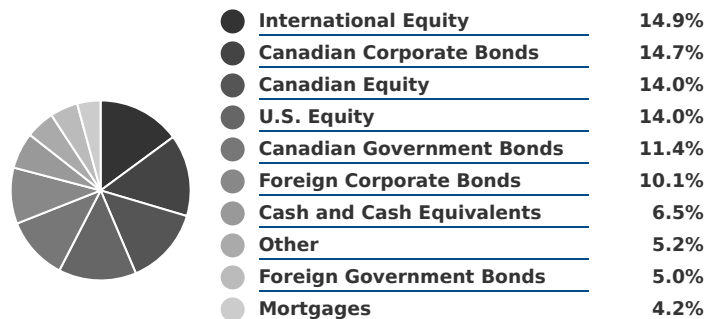 International Equity 14.9%
Canadian Corporate Bonds 14.7%
Canadian Equity 14.0%
U.S. Equity 14.0%
Canadian Government Bonds 11.4%
Foreign Corporate Bonds 10.1%
Cash and Cash Equivalents 6.5%
Other 5.2%
Foreign Government Bonds 5.0%
Mortgages 4.2%